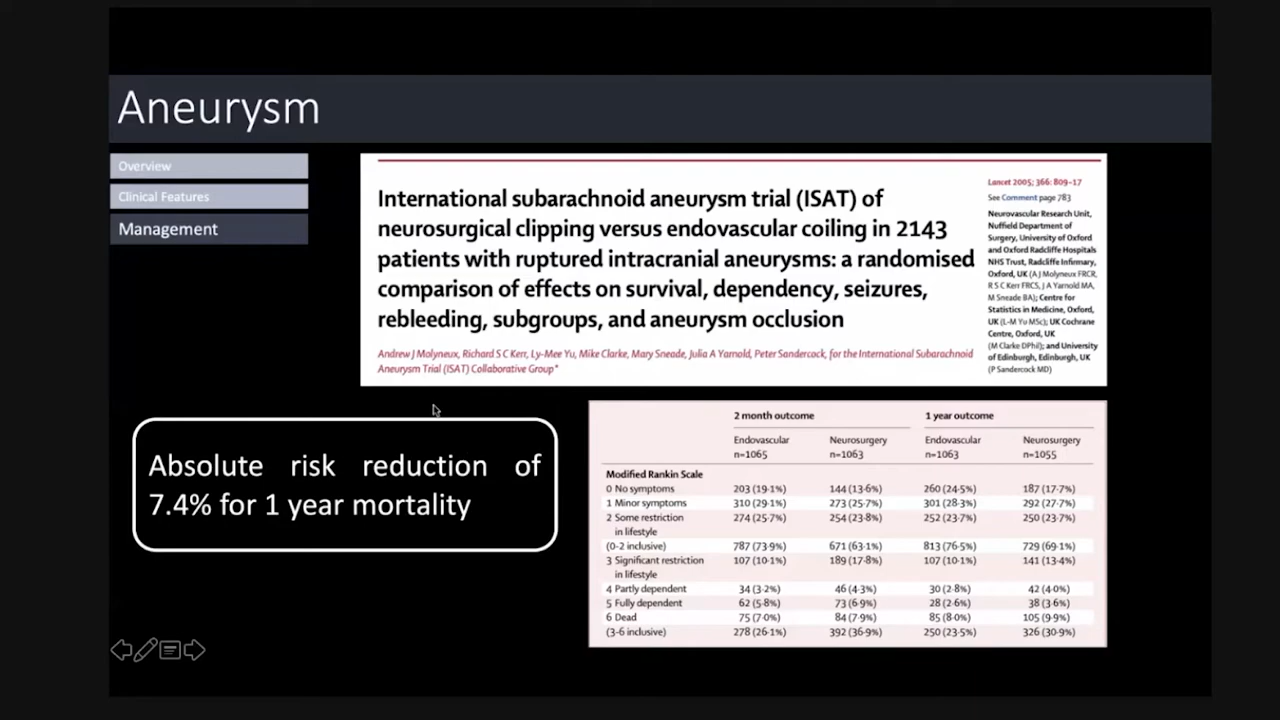 Aneurysm
Overview
Clinical Features
Management
International subarachnoid aneurysm trial (ISAT) of
neurosurgical clipping versus endovascular coiling in 2143
patients with ruptured intracranial aneurysms: a randomised
comparison of effects on survival, dependency, seizures,
rebleeding, subgroups, and aneurysm occlusion
Andrew J Molyneux, Richard S C Kerr, Ly-Mee Yu, Mike Clarke, Mary Sneade, Julia A Yarnold, Peter Sandercock, for the International Subarachnoid
Aneurysm Trial (ISAT) Collaborative Group*
Lancet 2005; 366: 809–17
See Comment page 783
Neurovascular Research Unit,
Nuffield Department of
Surgery, University of Oxford
and Oxford Radcliffe Hospitals
NHS Trust, Radcliffe Infirmary,
Oxford, UK (A J Molyneux FRCR,
R S C Kerr FRCS, J A Yarnold MA,
M Sneade BA); Centre for
Statistics in Medicine, Oxford,
UK (L-M Yu MSc); UK Cochrane
Centre, Oxford, UK
(M Clarke DPhil); and University
of Edinburgh, Edinburgh, UK
(P Sandercock MD)
Absolute risk reduction of
7.4% for 1 year mortality
2 month outcome 1 year outcome
Endovascular Neurosurgery Endovascular Neurosurgery
n=1065 n=1063 n=1063 n=1055
Modified Rankin Scale
0 No symptoms 203 (19·1%) 144 (13·6%) 260 (24·5%) 187 (17·7%)
1 Minor symptoms 310 (29·1%) 273 (25·7%) 301 (28·3%) 292 (27·7%)
2 Some restriction 274 (25·7%) 254 (23·8%) 252 (23·7%) 250 (23·7%)
in lifestyle
(0-2 inclusive) 787 (73·9%) 671 (63·1%) 813 (76·5%) 729 (69·1%)
3 Significant restriction 107 (10·1%) 189 (17·8%) 107 (10·1%) 141 (13·4%)
in lifestyle
4 Partly dependent 34 (3·2%) 46 (4·3%) 30 (2·8%) 42 (4·0%)
5 Fully dependent 62 (5·8%) 73 (6·9%) 28 (2·6%) 38 (3·6%)
6 Dead 75 (7·0%) 84 (7·9%) 85 (8·0%) 105 (9·9%)
(3-6 inclusive) 278 (26·1%) 392 (36·9%) 250 (23·5%) 326 (30·9%)